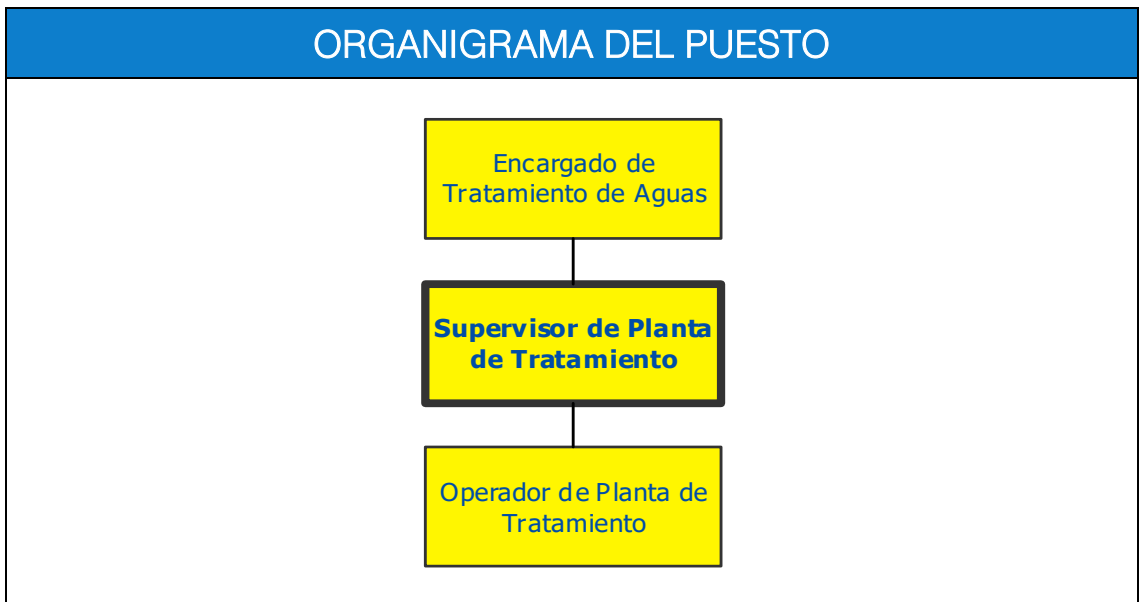 ORGANIGRAMA DEL PUESTO
Encargado de
Tratamiento de Aguas
Supervisor de Planta
de Tratamiento
Operador de Planta de
Tratamiento